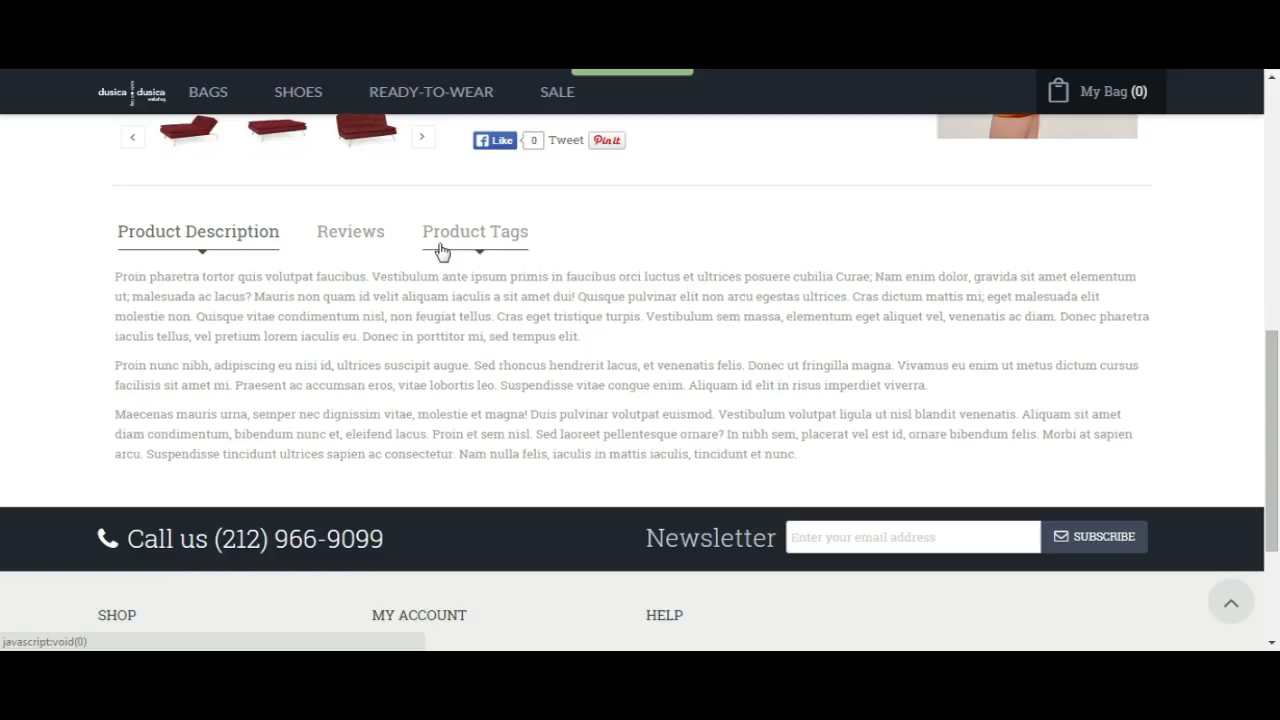 dusica dusica
webshop
BAGS SHOES READY-TO-WEAR SALE
My Bag (0)
< > Like 0 Tweet Pin it
Product Description Reviews Product Tags
Proin pharetra tortor quis volutpat faucibus. Vestibulum ante ipsum primis in faucibus orci luctus et ultrices posuere cubilia Curae; Nam enim dolor, gravida sit amet elementum
ut; malesuada ac lacus? Mauris non quam id velit aliquam iaculis a sit amet dui! Quisque pulvinar elit non arcu egestas ultrices. Cras dictum mattis mi; eget malesuada elit
molestie non. Quisque vitae condimentum nisl, non feugiat tellus. Cras eget tristique turpis. Vestibulum sem massa, elementum eget aliquet vel, venenatis ac diam. Donec pharetra
iaculis tellus, vel pretium lorem iaculis eu. Donec in porttitor mi, sed tempus elit.
Proin nunc nibh, adipiscing eu nisi id, ultrices suscipit augue. Sed rhoncus hendrerit lacus, et venenatis felis. Donec ut fringilla magna. Vivamus eu enim ut metus dictum cursus
facilisis sit amet mi. Praesent ac accumsan eros, vitae lobortis leo. Suspendisse vitae congue enim. Aliquam id elit in risus imperdiet viverra.
Maecenas mauris urna, semper nec dignissim vitae, molestie et magna! Duis pulvinar volutpat euismod. Vestibulum volutpat ligula ut nisl blandit venenatis. Aliquam sit amet
diam condimentum, bibendum nunc et, eleifend lacus. Proin et sem nisl. Sed laoreet pellentesque ornare? In nibh sem, placerat vel est id, ornare bibendum felis. Morbi at sapien
arcu. Suspendisse tincidunt ultrices sapien ac consectetur. Nam nulla felis, iaculis in mattis iaculis, tincidunt et nunc.
Call us (212) 966-9099
Newsletter Enter your email address SUBSCRIBE
SHOP MY ACCOUNT HELP
javascript:void(0)